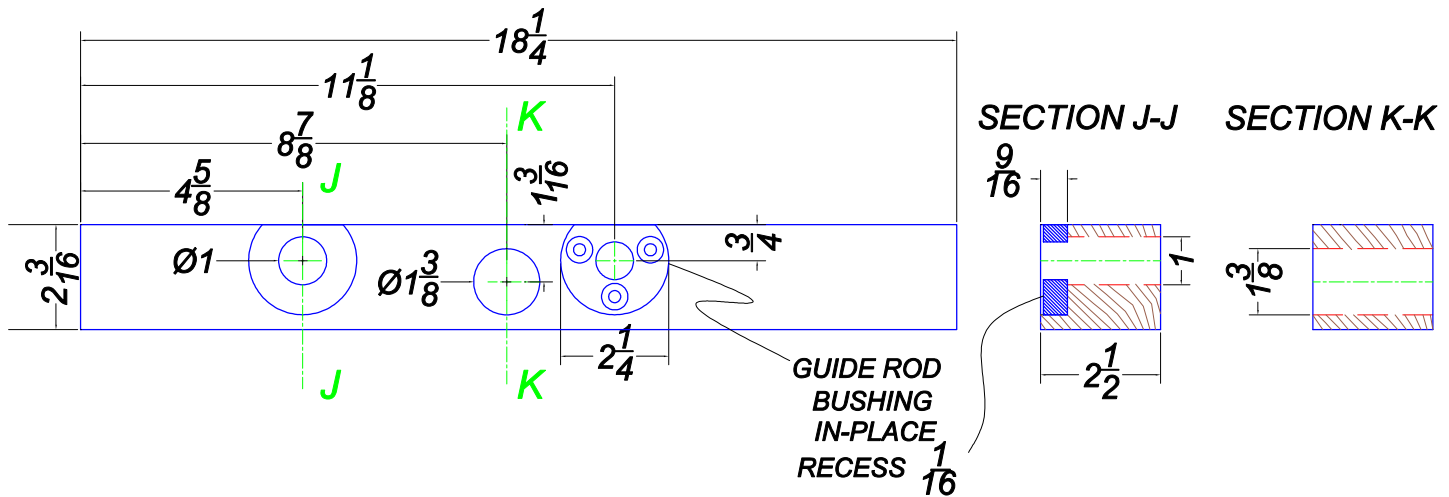 18 1/4
11 1/8
8 7/8
K
SECTION J-J
SECTION K-K
4 5/8
J
1 3/16
9/16
2 3/16
Ø1
Ø1 3/8
3/4
1
1 3/8
2 1/4
J
K
GUIDE ROD
BUSHING
IN-PLACE
RECESS 1/16
2 1/2